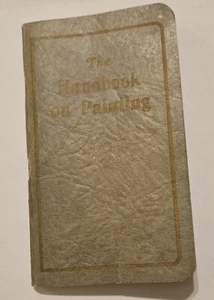 The
Handbook
on Painting